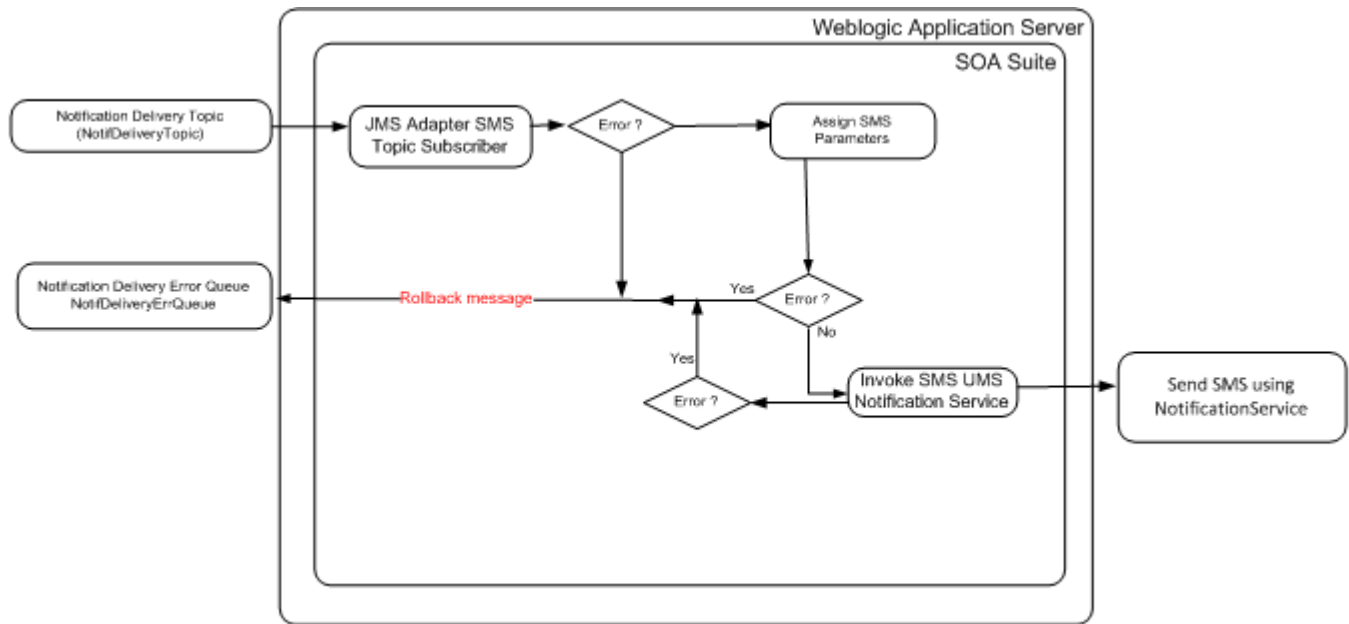 Weblogic Application Server
SOA Suite
Notification Delivery Topic
(NotifDeliveryTopic)
JMS Adapter SMS
Topic Subscriber
Error ?
Assign SMS
Parameters
Notification Delivery Error Queue
NotifDeliveryErrQueue
Rollback message
Yes
Error ?
No
Yes
Error ?
Invoke SMS UMS
Notification Service
Send SMS using
NotificationService